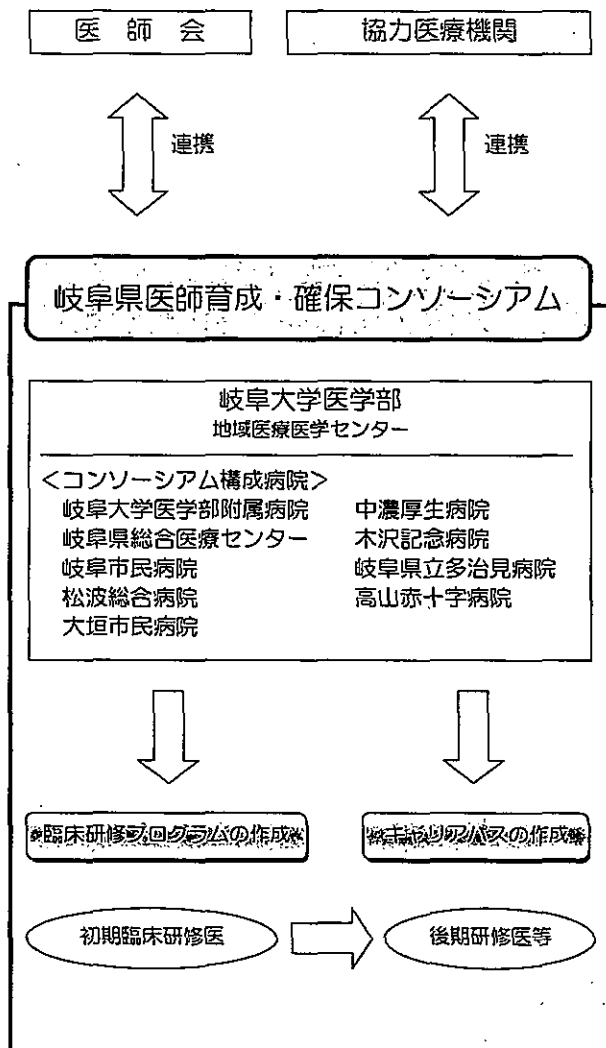 医師会
協力医療機関
連携
連携
岐阜県医師育成・確保コンソーシアム
岐阜大学医学部
地域医療医学センター
＜コンソーシアム構成病院＞
岐阜大学医学部附属病院
岐阜県総合医療センター
岐阜市民病院
松波総合病院
大垣市民病院
中濃厚生病院
木沢記念病院
岐阜県立多治見病院
高山赤十字病院
臨床研修プログラムの作成
キャリアパスの作成
初期臨床研修医
後期研修医等